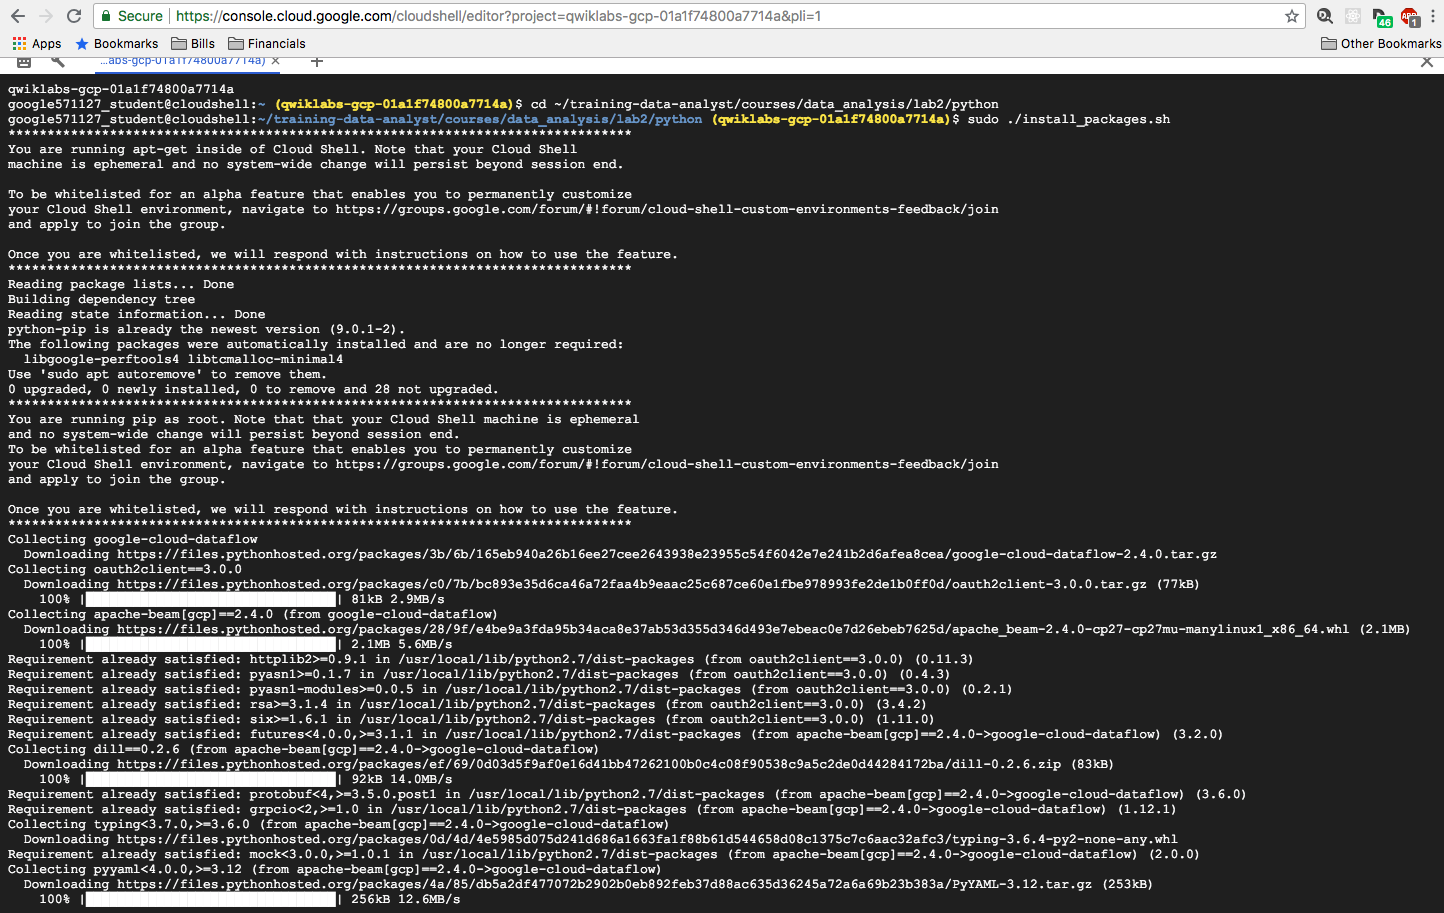 Secure https://console.cloud.google.com/cloudshell/editor?project=qwiklabs-gcp-01a1f74800a7714a&pli=1
46
ABP
1
Apps Bookmarks Bills Financials Other Bookmarks
...abs-gcp-01a1f74800a7714a) × +
qwiklabs-gcp-01a1f74800a7714a
google571127_student@cloudshell:~ (qwiklabs-gcp-01a1f74800a7714a)$ cd ~/training-data-analyst/courses/data_analysis/lab2/python
google571127_student@cloudshell:~/training-data-analyst/courses/data_analysis/lab2/python (qwiklabs-gcp-01a1f74800a7714a)$ sudo ./install_packages.sh
********************************************************************************
You are running apt-get inside of Cloud Shell. Note that your Cloud Shell
machine is ephemeral and no system-wide change will persist beyond session end.
To be whitelisted for an alpha feature that enables you to permanently customize
your Cloud Shell environment, navigate to https://groups.google.com/forum/#!forum/cloud-shell-custom-environments-feedback/join
and apply to join the group.
Once you are whitelisted, we will respond with instructions on how to use the feature.
********************************************************************************
Reading package lists... Done
Building dependency tree
Reading state information... Done
python-pip is already the newest version (9.0.1-2).
The following packages were automatically installed and are no longer required:
  libgoogle-perftools4 libtcmalloc-minimal4
Use 'sudo apt autoremove' to remove them.
0 upgraded, 0 newly installed, 0 to remove and 28 not upgraded.
********************************************************************************
You are running pip as root. Note that that your Cloud Shell machine is ephemeral
and no system-wide change will persist beyond session end.
To be whitelisted for an alpha feature that enables you to permanently customize
your Cloud Shell environment, navigate to https://groups.google.com/forum/#!forum/cloud-shell-custom-environments-feedback/join
and apply to join the group.
Once you are whitelisted, we will respond with instructions on how to use the feature.
********************************************************************************
Collecting google-cloud-dataflow
  Downloading https://files.pythonhosted.org/packages/3b/6b/165eb940a26b16ee27cee2643938e23955c54f6042e7e241b2d6afea8cea/google-cloud-dataflow-2.4.0.tar.gz
Collecting oauth2client==3.0.0
  Downloading https://files.pythonhosted.org/packages/c0/7b/bc893e35d6ca46a72faa4b9eaac25c687ce60e1fbe978993fe2de1b0ff0d/oauth2client-3.0.0.tar.gz (77kB)
    100% |████████████████████████████████| 81kB 2.9MB/s
Collecting apache-beam[gcp]==2.4.0 (from google-cloud-dataflow)
  Downloading https://files.pythonhosted.org/packages/28/9f/e4be9a3fda95b34aca8e37ab53d355d346d493e7ebeac0e7d26ebeb7625d/apache_beam-2.4.0-cp27-cp27mu-manylinux1_x86_64.whl (2.1MB)
    100% |████████████████████████████████| 2.1MB 5.6MB/s
Requirement already satisfied: httplib2>=0.9.1 in /usr/local/lib/python2.7/dist-packages (from oauth2client==3.0.0) (0.11.3)
Requirement already satisfied: pyasn1>=0.1.7 in /usr/local/lib/python2.7/dist-packages (from oauth2client==3.0.0) (0.4.3)
Requirement already satisfied: pyasn1-modules>=0.0.5 in /usr/local/lib/python2.7/dist-packages (from oauth2client==3.0.0) (0.2.1)
Requirement already satisfied: rsa>=3.1.4 in /usr/local/lib/python2.7/dist-packages (from oauth2client==3.0.0) (3.4.2)
Requirement already satisfied: six>=1.6.1 in /usr/local/lib/python2.7/dist-packages (from oauth2client==3.0.0) (1.11.0)
Requirement already satisfied: futures<4.0.0,>=3.1.1 in /usr/local/lib/python2.7/dist-packages (from apache-beam[gcp]==2.4.0->google-cloud-dataflow) (3.2.0)
Collecting dill==0.2.6 (from apache-beam[gcp]==2.4.0->google-cloud-dataflow)
  Downloading https://files.pythonhosted.org/packages/ef/69/0d03d5f9af0e16d41bb47262100b0c4c08f90538c9a5c2de0d44284172ba/dill-0.2.6.zip (83kB)
    100% |████████████████████████████████| 92kB 14.0MB/s
Requirement already satisfied: protobuf<4,>=3.5.0.post1 in /usr/local/lib/python2.7/dist-packages (from apache-beam[gcp]==2.4.0->google-cloud-dataflow) (3.6.0)
Requirement already satisfied: grpcio<2,>=1.0 in /usr/local/lib/python2.7/dist-packages (from apache-beam[gcp]==2.4.0->google-cloud-dataflow) (1.12.1)
Collecting typing<3.7.0,>=3.6.0 (from apache-beam[gcp]==2.4.0->google-cloud-dataflow)
  Downloading https://files.pythonhosted.org/packages/0d/4d/4e5985d075d241d686a1663fa1f88b61d544658d08c1375c7c6aac32afc3/typing-3.6.4-py2-none-any.whl
Requirement already satisfied: mock<3.0.0,>=1.0.1 in /usr/local/lib/python2.7/dist-packages (from apache-beam[gcp]==2.4.0->google-cloud-dataflow) (2.0.0)
Collecting pyyaml<4.0.0,>=3.12 (from apache-beam[gcp]==2.4.0->google-cloud-dataflow)
  Downloading https://files.pythonhosted.org/packages/4a/85/db5a2df477072b2902b0eb892feb37d88ac635d36245a72a6a69b23b383a/PyYAML-3.12.tar.gz (253kB)
    100% |████████████████████████████████| 256kB 12.6MB/s